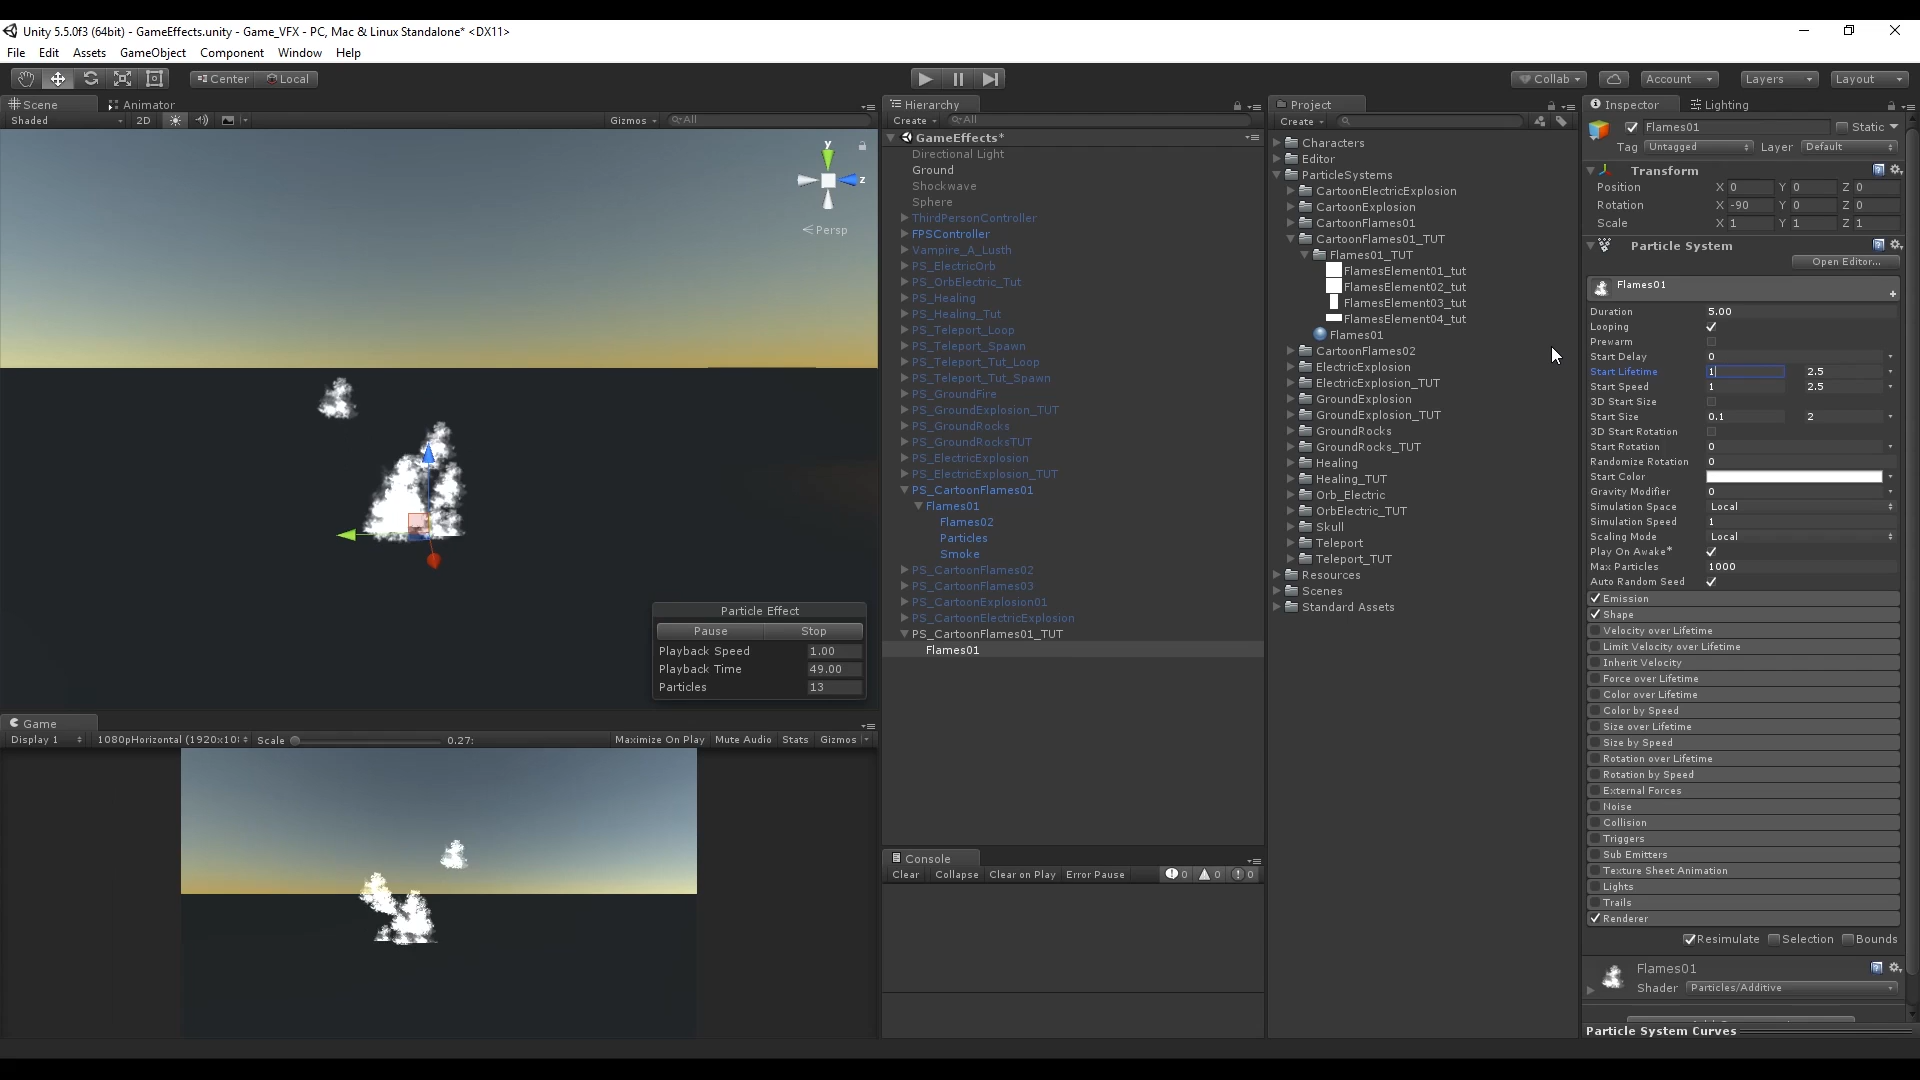 Unity 5.5.0f3 (64bit) - GameEffects.unity - Game_VFX - PC, Mac & Linux Standalone* <DX11>
File Edit Assets GameObject Component Window Help
Center Local
Collab Account Layers Layout
Scene Animator
Shaded 2D Gizmos All
y
z
Persp
Particle Effect
Pause Stop
Playback Speed 1.00
Playback Time 49.00
Particles 13
Game
Display 1 1080pHorizontal (1920x10 Scale 0.27: Maximize On Play Mute Audio Stats Gizmos
Hierarchy
Create All
GameEffects*
Directional Light
Ground
Shockwave
Sphere
ThirdPersonController
FPSController
Vampire_A_Lusth
PS_ElectricOrb
PS_OrbElectric_Tut
PS_Healing
PS_Healing_Tut
PS_Teleport_Loop
PS_Teleport_Spawn
PS_Teleport_Tut_Loop
PS_Teleport_Tut_Spawn
PS_GroundFire
PS_GroundExplosion_TUT
PS_GroundRocks
PS_GroundRocksTUT
PS_ElectricExplosion
PS_ElectricExplosion_TUT
PS_CartoonFlames01
Flames01
Flames02
Particles
Smoke
PS_CartoonFlames02
PS_CartoonFlames03
PS_CartoonExplosion01
PS_CartoonElectricExplosion
PS_CartoonFlames01_TUT
Flames01
Console
Clear Collapse Clear on Play Error Pause 0 0 0
Project
Create
Characters
Editor
ParticleSystems
CartoonElectricExplosion
CartoonExplosion
CartoonFlames01
CartoonFlames01_TUT
Flames01_TUT
FlamesElement01_tut
FlamesElement02_tut
FlamesElement03_tut
FlamesElement04_tut
Flames01
CartoonFlames02
ElectricExplosion
ElectricExplosion_TUT
GroundExplosion
GroundExplosion_TUT
GroundRocks
GroundRocks_TUT
Healing
Healing_TUT
Orb_Electric
OrbElectric_TUT
Skull
Teleport
Teleport_TUT
Resources
Scenes
Standard Assets
Inspector Lighting
Flames01 Static
Tag Untagged Layer Default
Transform
Position X 0 Y 0 Z 0
Rotation X -90 Y 0 Z 0
Scale X 1 Y 1 Z 1
Particle System
Open Editor...
Flames01
Duration 5.00
Looping
Prewarm
Start Delay 0
Start Lifetime 1 2.5
Start Speed 1 2.5
3D Start Size
Start Size 0.1 2
3D Start Rotation
Start Rotation 0
Randomize Rotation 0
Start Color
Gravity Modifier 0
Simulation Space Local
Simulation Speed 1
Scaling Mode Local
Play On Awake*
Max Particles 1000
Auto Random Seed
Emission
Shape
Velocity over Lifetime
Limit Velocity over Lifetime
Inherit Velocity
Force over Lifetime
Color over Lifetime
Color by Speed
Size over Lifetime
Size by Speed
Rotation over Lifetime
Rotation by Speed
External Forces
Noise
Collision
Triggers
Sub Emitters
Texture Sheet Animation
Lights
Trails
Renderer
Resimulate Selection Bounds
Flames01
Shader Particles/Additive
Particle System Curves